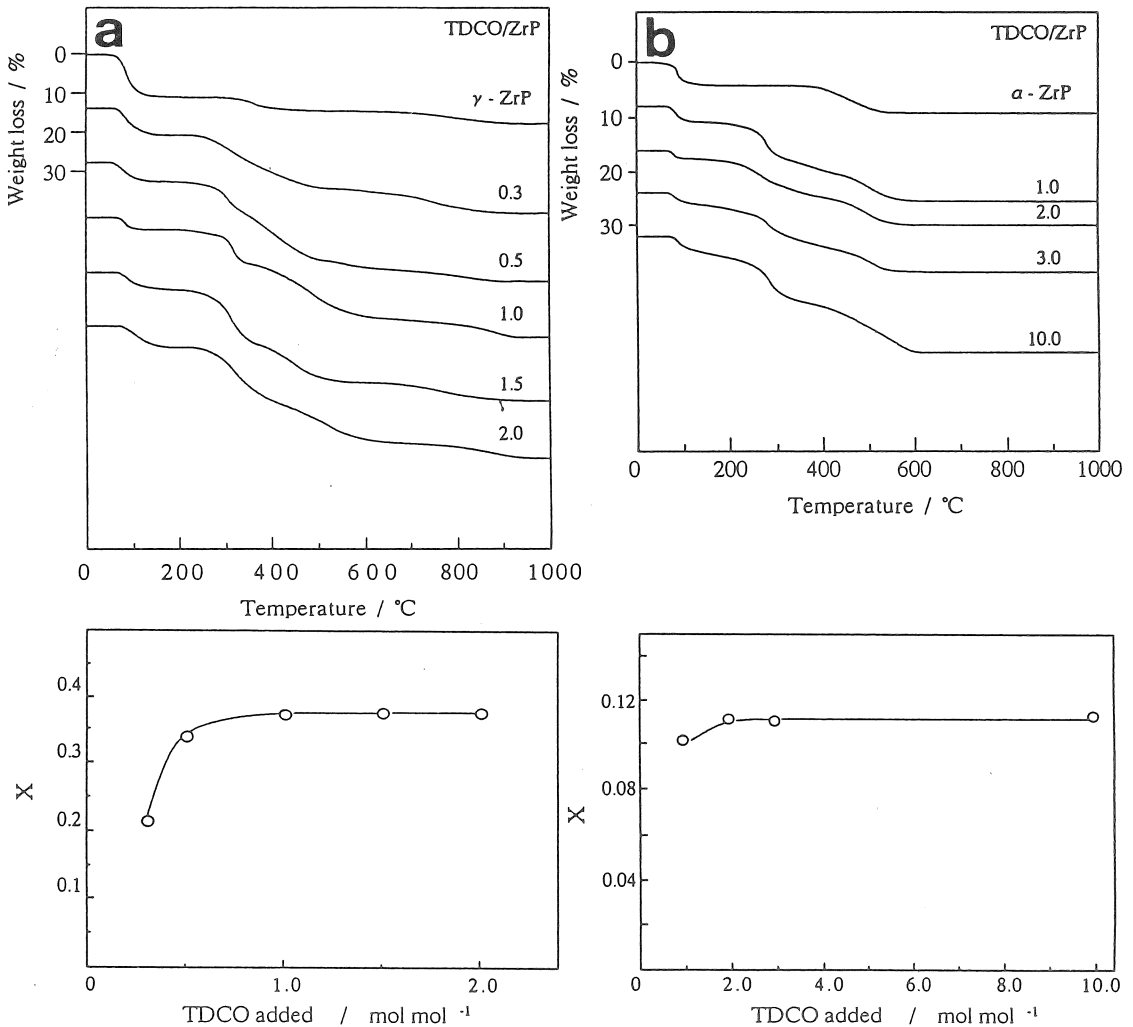 a
TDCO/ZrP
Weight loss / %
0
10
20
30
γ - ZrP
0.3
0.5
1.0
1.5
2.0
0 200 400 600 800 1000
Temperature / °C
b
TDCO/ZrP
Weight loss / %
0
10
20
30
α - ZrP
1.0
2.0
3.0
10.0
0 200 400 600 800 1000
Temperature / °C
X
0.4
0.3
0.2
0.1
0 1.0 2.0
TDCO added / mol mol -1
X
0.12
0.08
0.04
0 2.0 4.0 6.0 8.0 10.0
TDCO added / mol mol -1